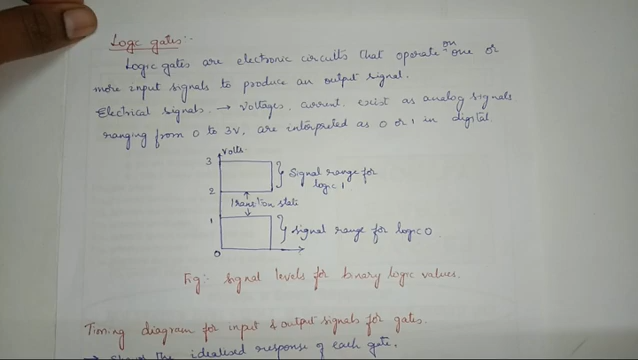 Logic gates:-
Logic gates are electronic circuits that operate on one or
more input signals to produce an output signal.
Electrical signals → voltages, current exist as analog signals
ranging from 0 to 3V, are interpreted as 0 or 1 in digital.
volts
3
signal range for
logic 1
2
Transition state
1
signal range for logic 0
0
Fig: Signal levels for binary logic values.
Timing diagram for input & output signals for gates.
→ Shows the idealised response of each gate.